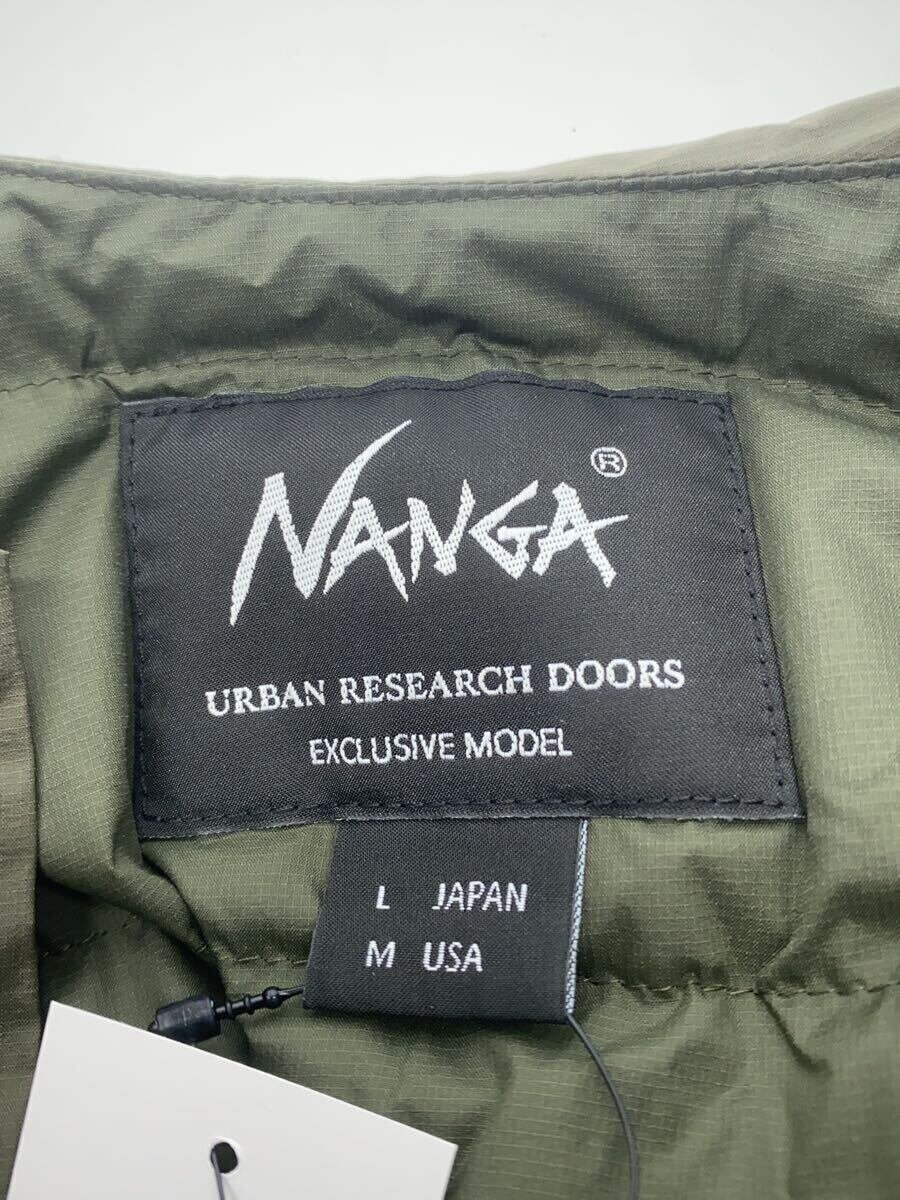 NANGA®
URBAN RESEARCH DOORS
EXCLUSIVE MODEL
L JAPAN
M USA